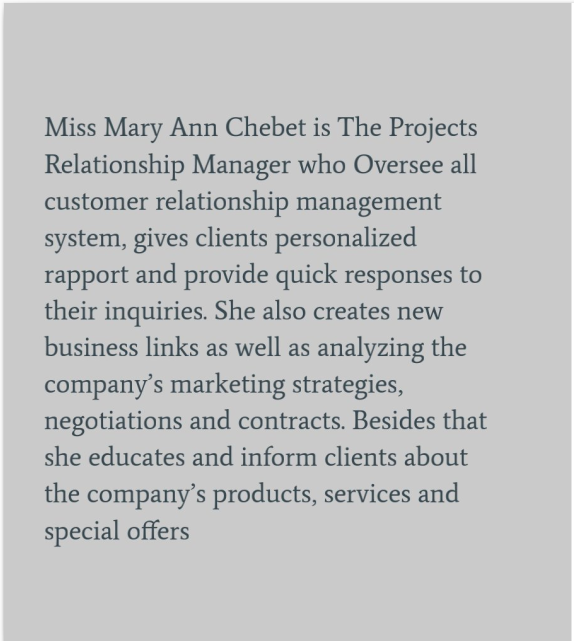 Miss Mary Ann Chebet is The Projects
Relationship Manager who Oversee all
customer relationship management
system, gives clients personalized
rapport and provide quick responses to
their inquiries. She also creates new
business links as well as analyzing the
company’s marketing strategies,
negotiations and contracts. Besides that
she educates and inform clients about
the company’s products, services and
special offers